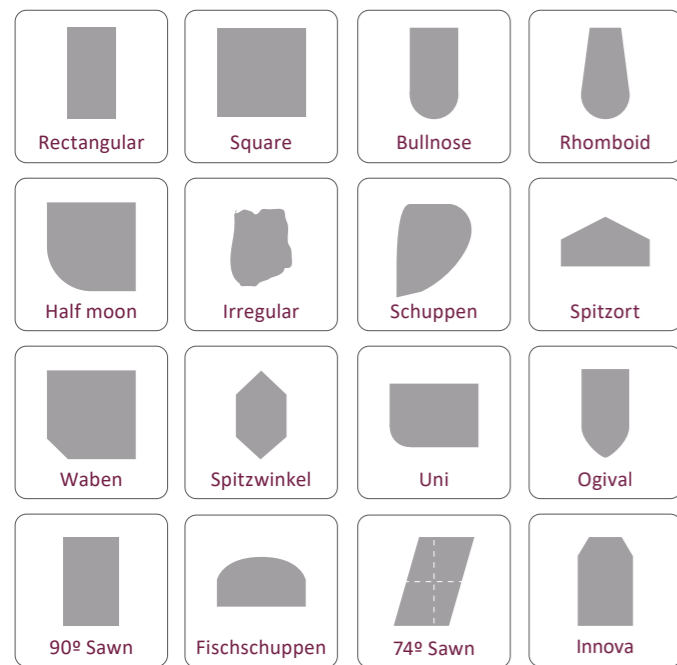 Rectangular
Square
Bullnose
Rhomboid
Half moon
Irregular
Schuppen
Spitzort
Waben
Spitzwinkel
Uni
Ogival
90º Sawn
Fischschuppen
74º Sawn
Innova